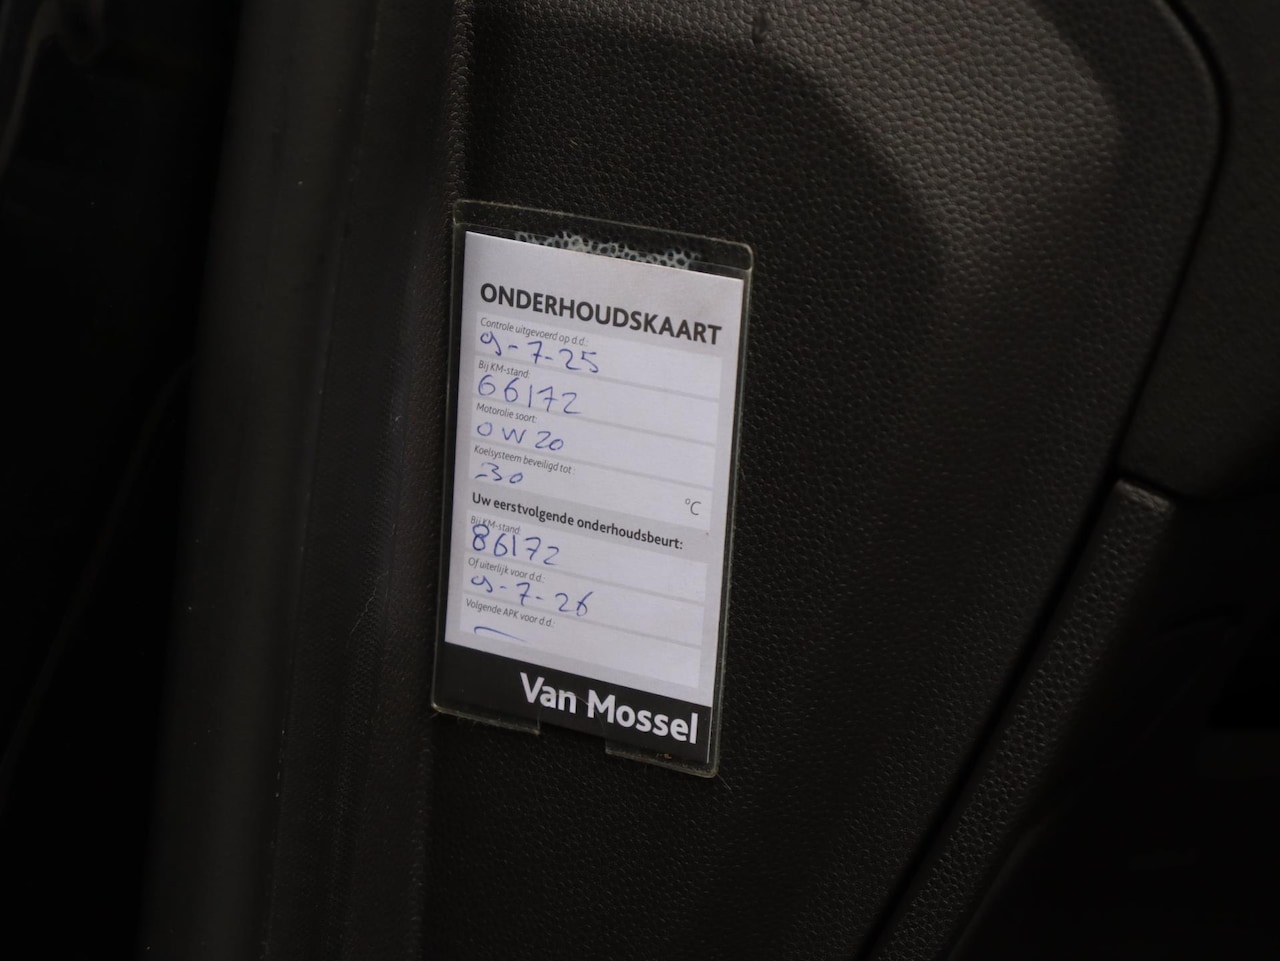 ONDERHOUDSKAART
Controle uitgevoerd op d.d.:
9-7-25
Bij KM-stand:
66172
Motorolie soort:
0W20
Koelsysteem beveiligd tot:
-30 °C
Uw eerstvolgende onderhoudsbeurt:
Bij KM-stand:
86172
Of uiterlijk voor d.d.:
9-7-26
Volgende APK voor d.d.:
—
Van Mossel